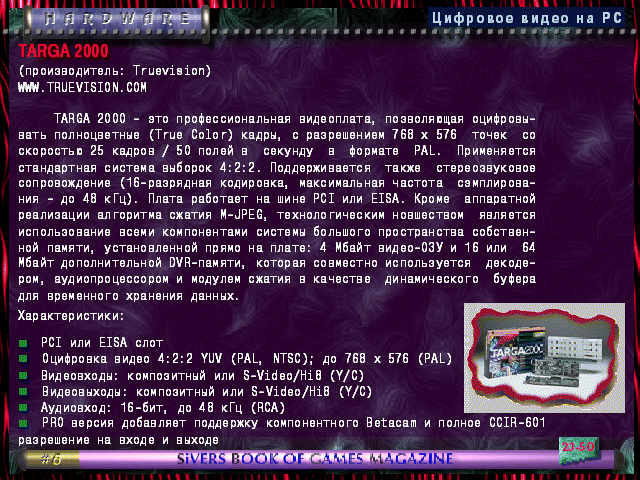 HARDWARE
Цифровое видео на PC
TARGA 2000
(производитель: Truevision)
WWW.TRUEVISION.COM
TARGA 2000 - это профессиональная видеоплата, позволяющая оцифровы-
вать полноцветные (True Color) кадры, с разрешением 768 x 576 точек со
скоростью 25 кадров / 50 полей в секунду в формате PAL. Применяется
стандартная система выборок 4:2:2. Поддерживается также стереозвуковое
сопровождение (16-разрядная кодировка, максимальная частота сэмплирова-
ния - до 48 кГц). Плата работает на шине PCI или EISA. Кроме аппаратной
реализации алгоритма сжатия M-JPEG, технологическим новшеством является
использование всеми компонентами системы большого пространства собствен-
ной памяти, установленной прямо на плате: 4 Мбайт видео-ОЗУ и 16 или 64
Мбайт дополнительной DVR-памяти, которая совместно используется декоде-
ром, аудиопроцессором и модулем сжатия в качестве динамического буфера
для временного хранения данных.
Характеристики:
PCI или EISA слот
Оцифровка видео 4:2:2 YUV (PAL, NTSC); до 768 x 576 (PAL)
Видеовходы: композитный или S-Video/Hi8 (Y/C)
Видеовыходы: композитный или S-Video/Hi8 (Y/C)
Аудиовход: 16-бит, до 48 кГц (RCA)
PRO версия добавляет поддержку компонентного Betacam и полное CCIR-601
разрешение на входе и выходе
TARGA2000
23-50
#6
SiVERS BOOK OF GAMES MAGAZINE